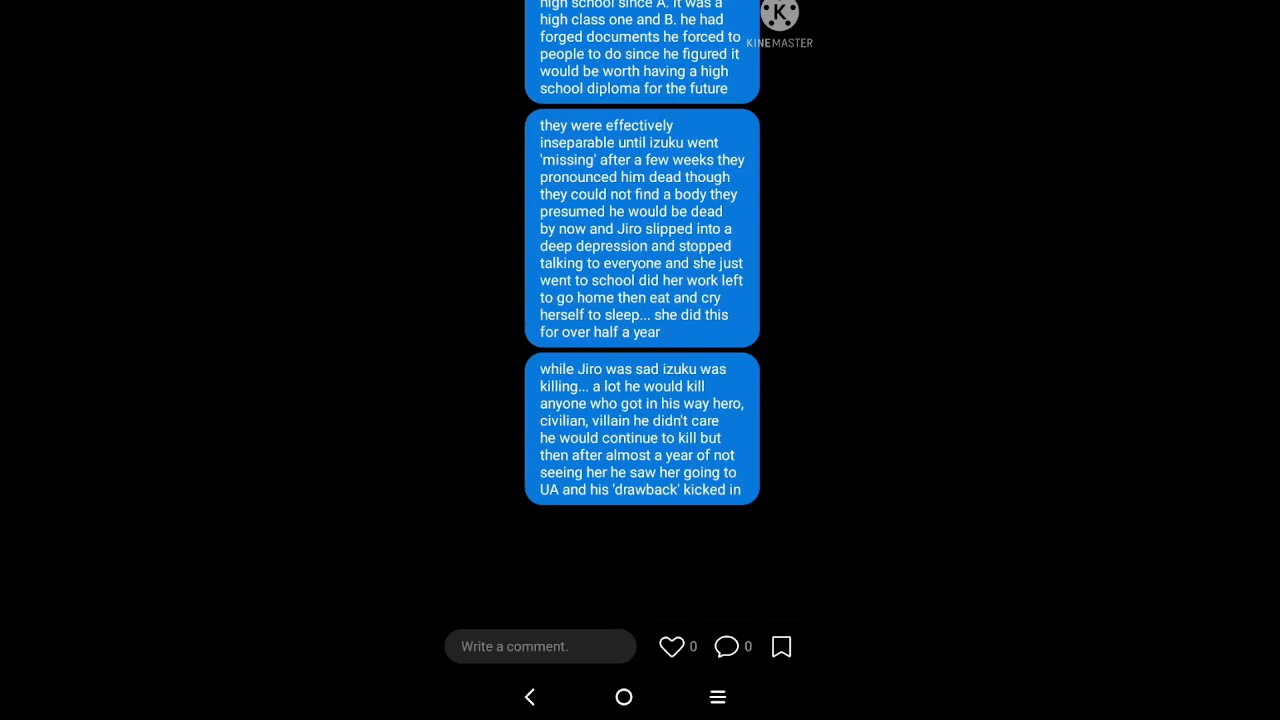 high school since A. it was a
high class one and B. he had
forged documents he forced to
people to do since he figured it
would be worth having a high
school diploma for the future
K
KINEMASTER
they were effectively
inseparable until izuku went
'missing' after a few weeks they
pronounced him dead though
they could not find a body they
presumed he would be dead
by now and Jiro slipped into a
deep depression and stopped
talking to everyone and she just
went to school did her work left
to go home then eat and cry
herself to sleep... she did this
for over half a year
while Jiro was sad izuku was
killing... a lot he would kill
anyone who got in his way hero,
civilian, villain he didn't care
he would continue to kill but
then after almost a year of not
seeing her he saw her going to
UA and his 'drawback' kicked in
Write a comment.
0
0